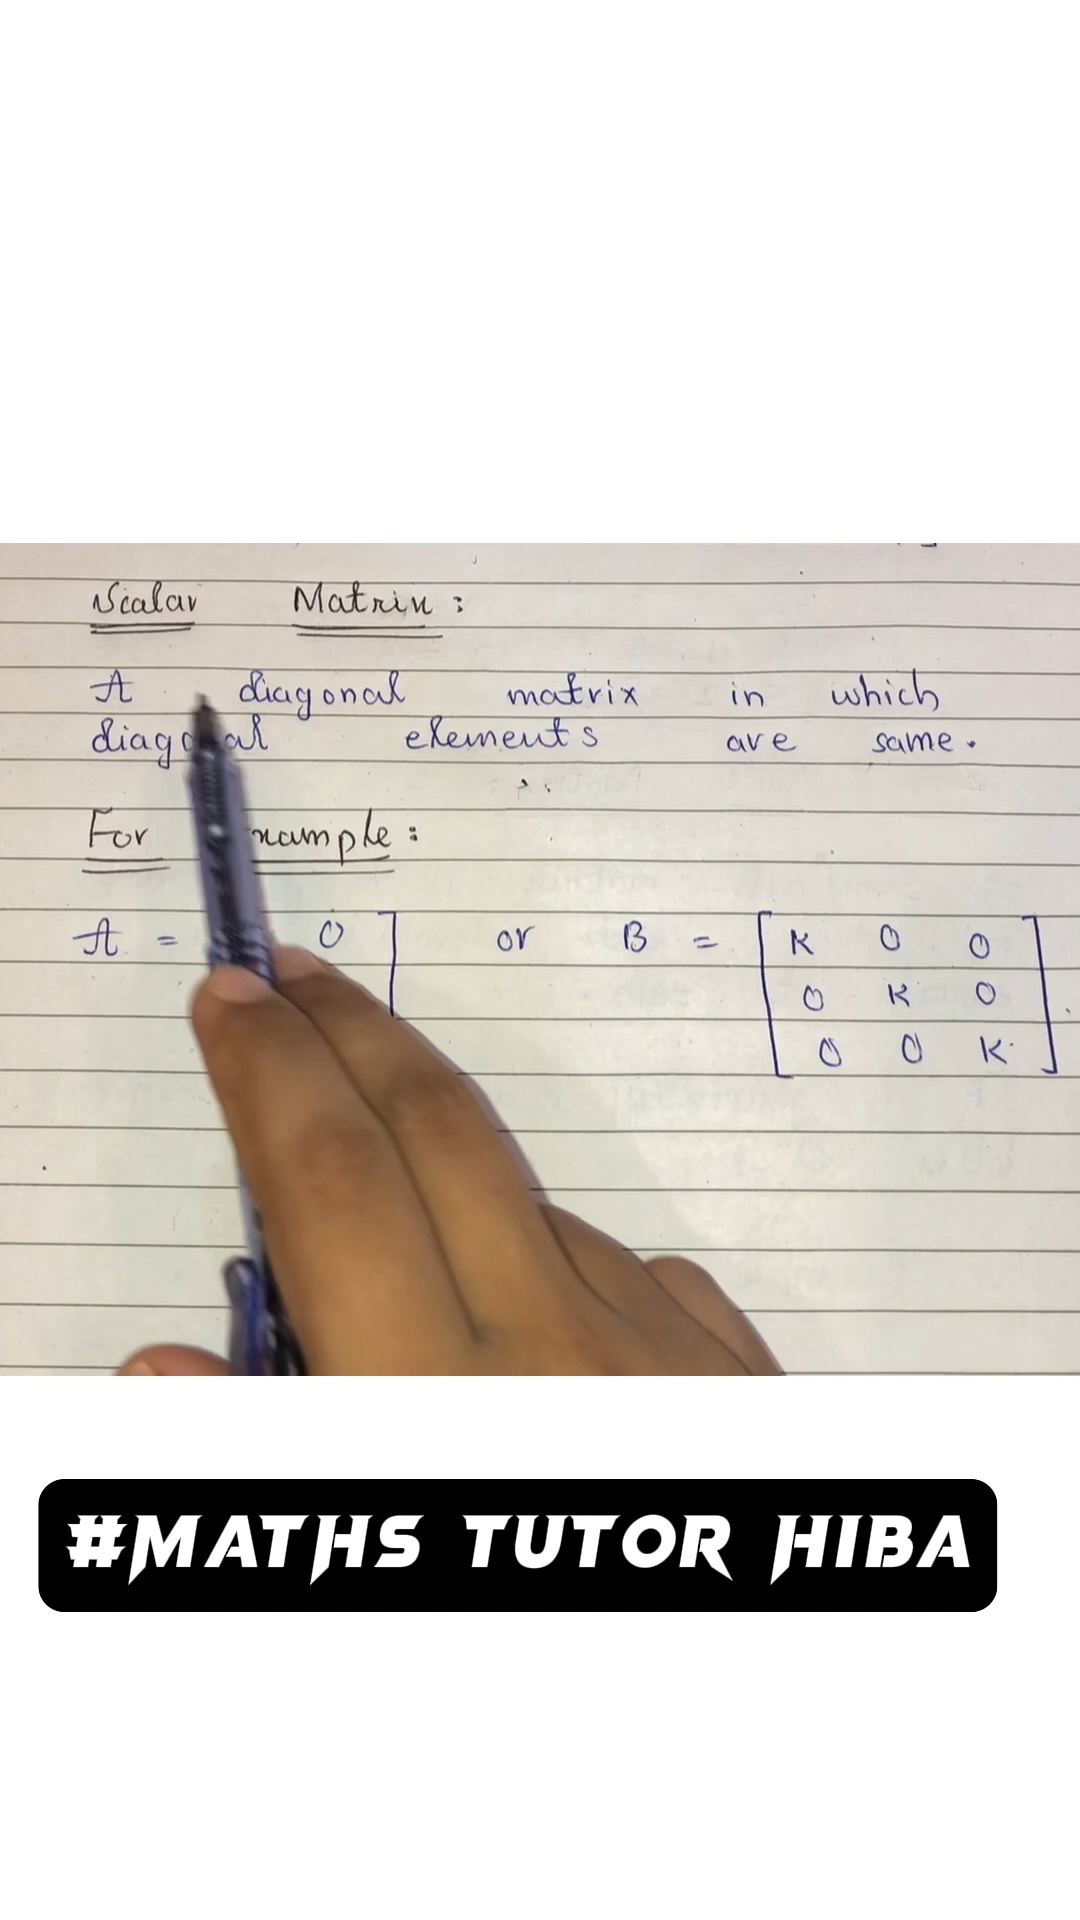 Scalar Matrix :
A diagonal matrix in which
diagonal elements are same.
For Example :
A = 0 ] or B = [ K 0 0
0 K 0
0 0 K ]
#MATHS TUTOR HIBA